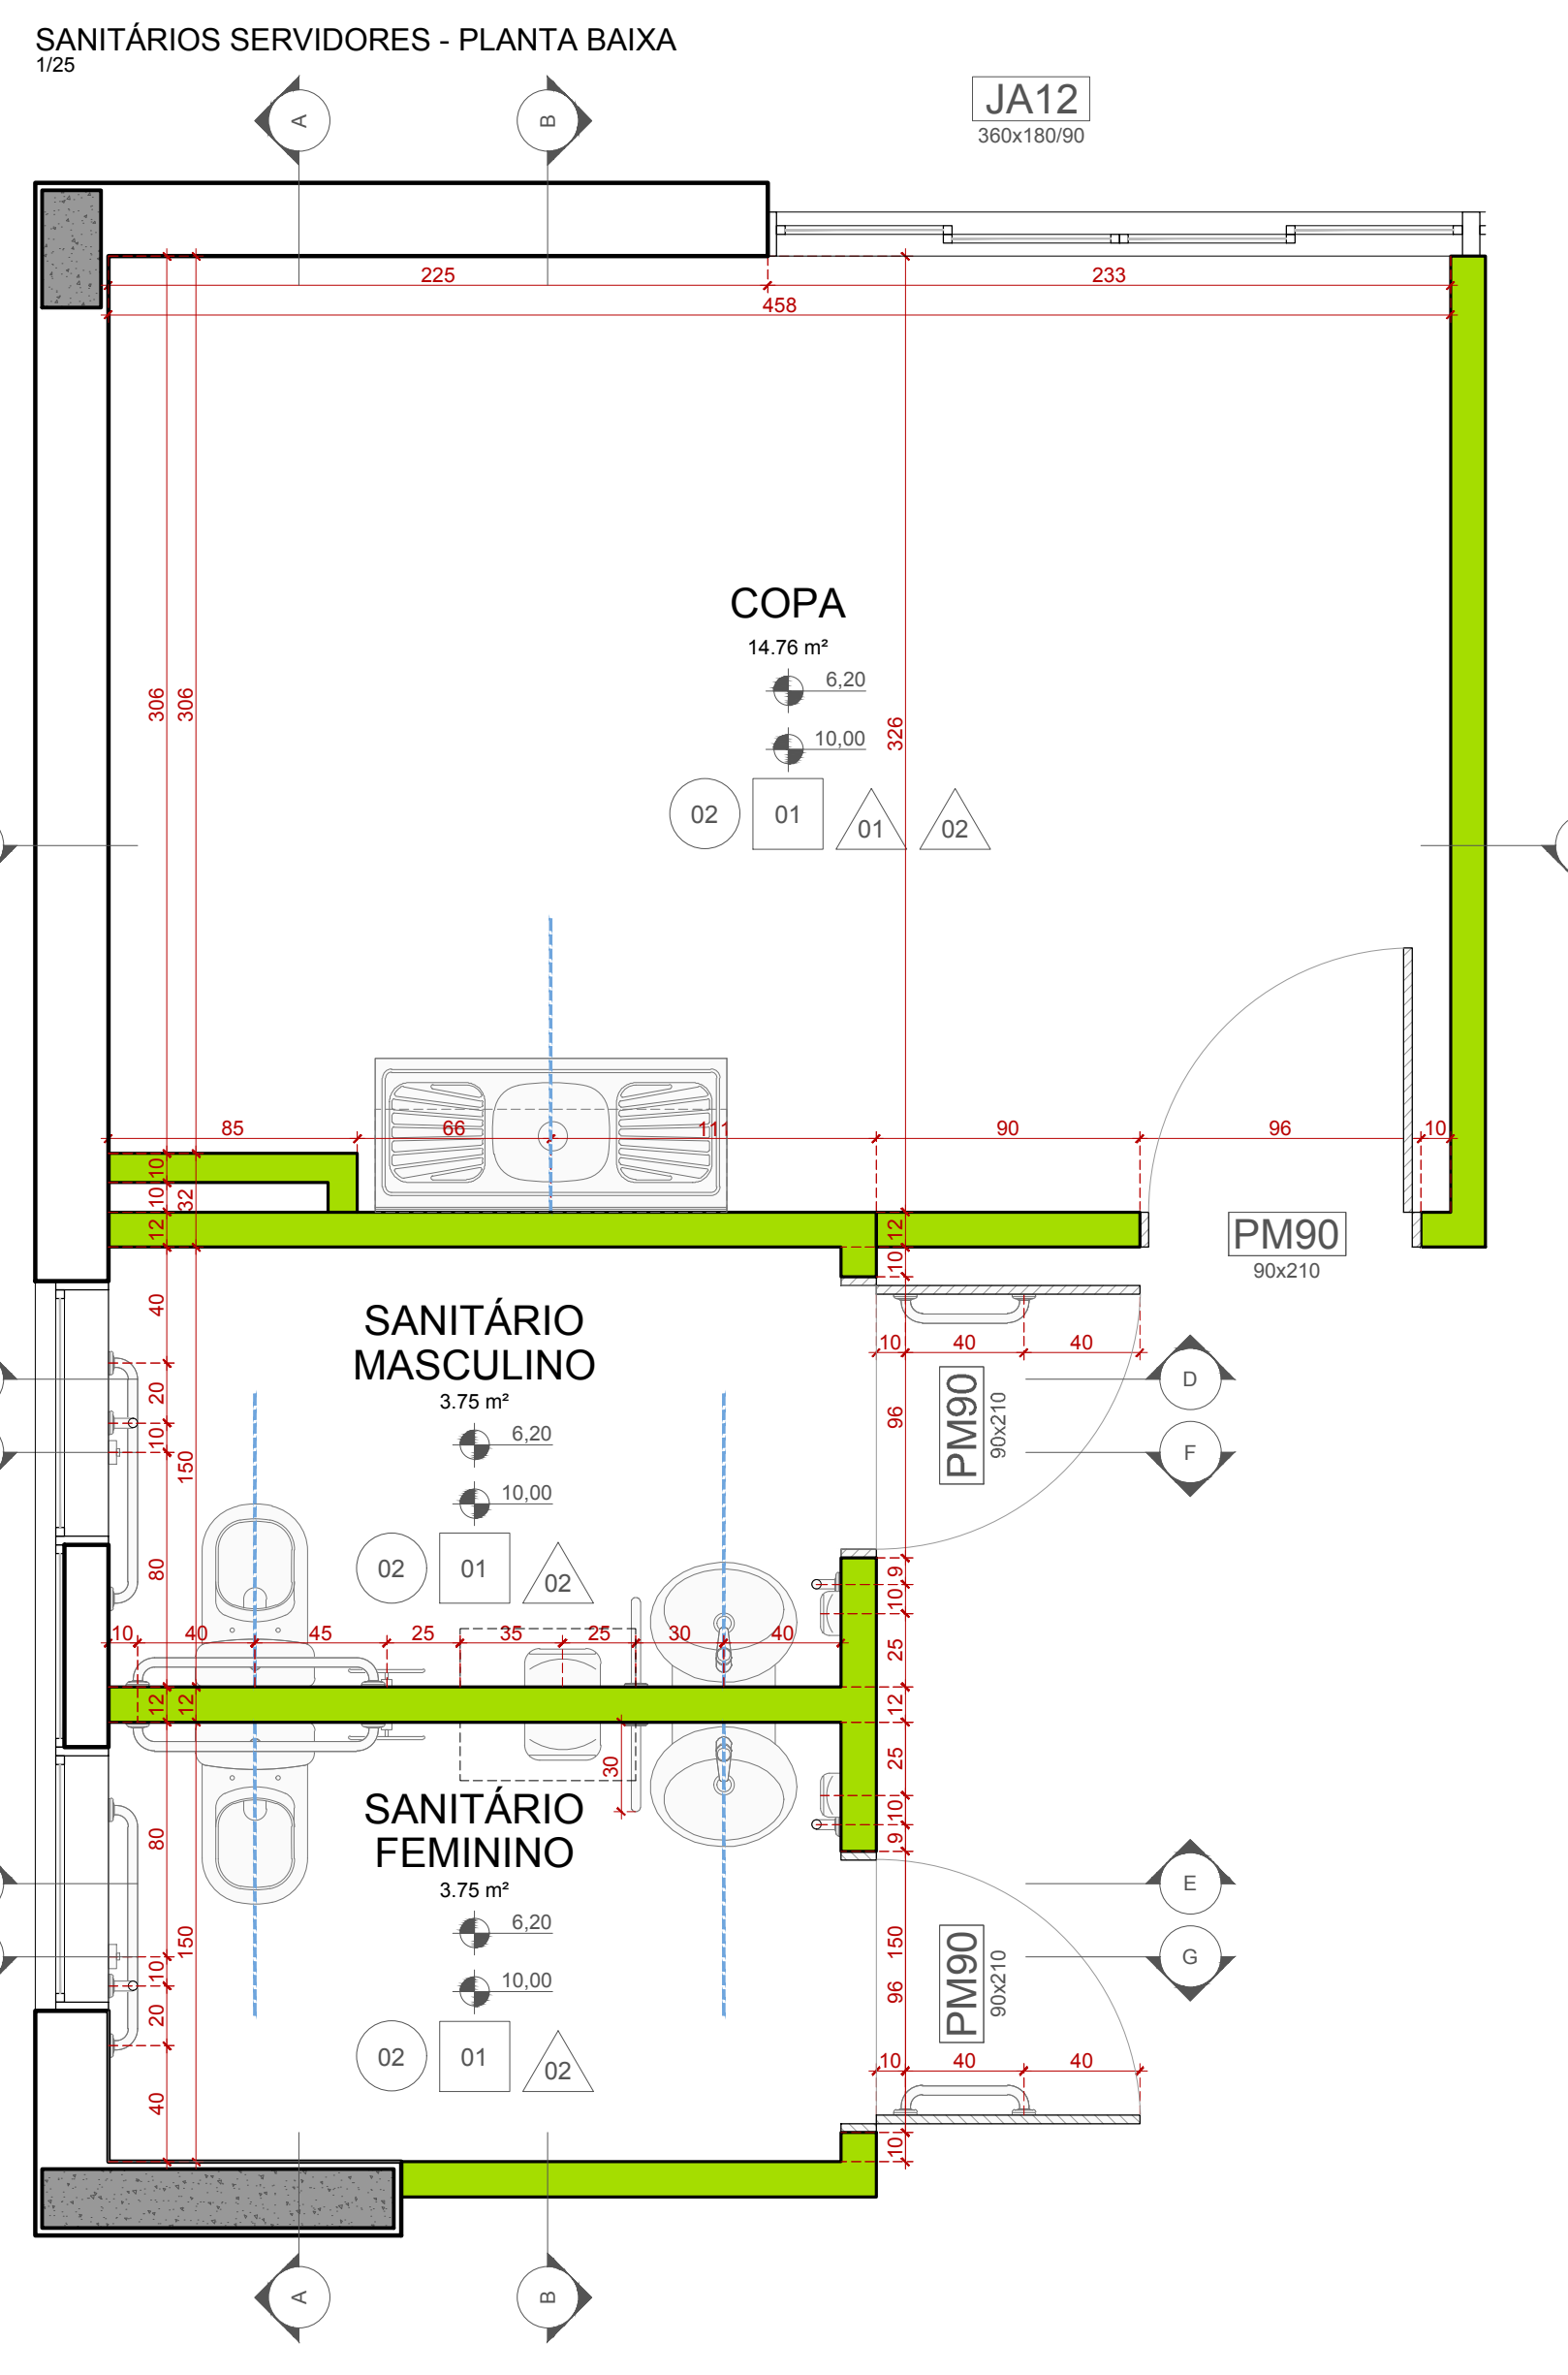 SANITÁRIOS SERVIDORES - PLANTA BAIXA
1/25
A
B
JA12
360x180/90
225
233
458
306
306
326
COPA
14.76 m²
6,20
10,00
02
01
01
02
85
66
111
90
96
10
10
10
12
32
12
10
PM90
90x210
SANITÁRIO
MASCULINO
3.75 m²
6,20
10,00
02
01
02
40
20
10
150
80
10
40
40
PM90
90x210
96
D
F
9
10
25
10
40
45
25
35
25
30
40
12
12
12
30
25
10
9
SANITÁRIO
FEMININO
3.75 m²
6,20
10,00
02
01
02
80
150
10
20
40
150
96
PM90
90x210
E
G
10
40
40
10
A
B